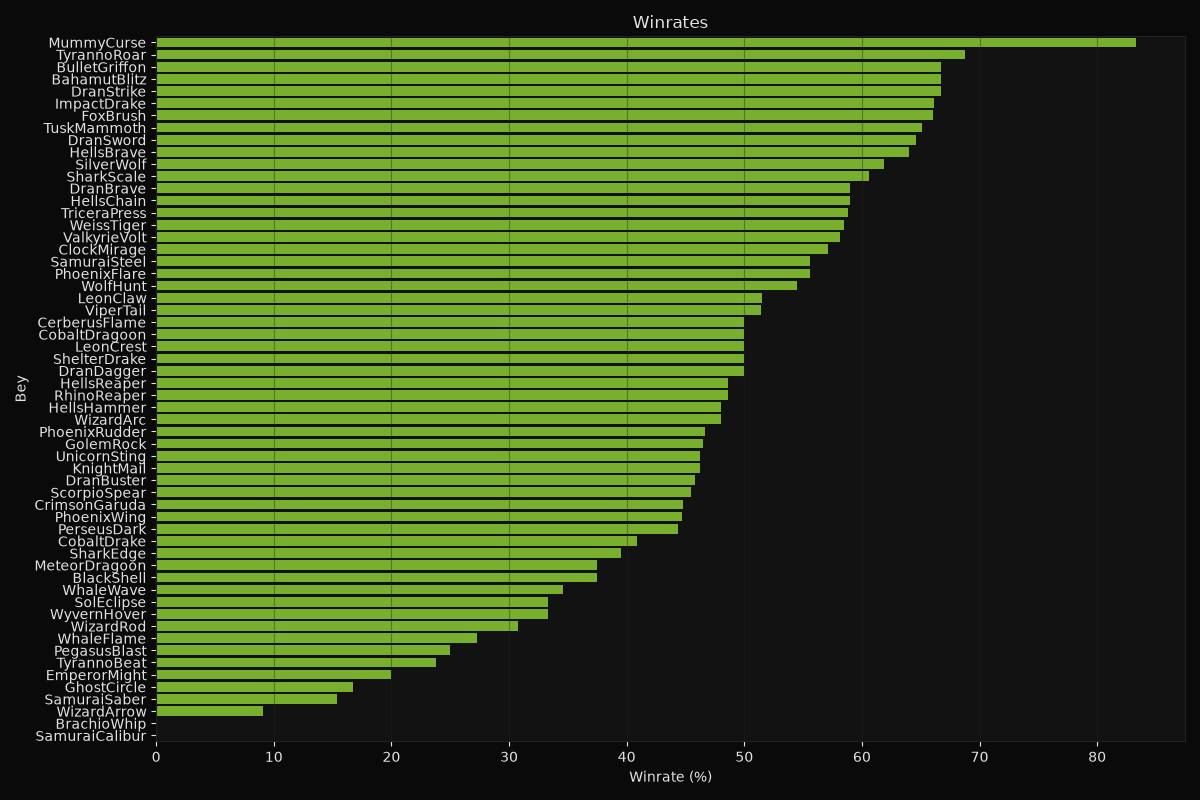 Winrates
MummyCurse
TyrannoRoar
BulletGriffon
BahamutBlitz
DranStrike
ImpactDrake
FoxBrush
TuskMammoth
DranSword
HellsBrave
SilverWolf
SharkScale
DranBrave
HellsChain
TriceraPress
WeissTiger
ValkyrieVolt
ClockMirage
SamuraiSteel
PhoenixFlare
WolfHunt
LeonClaw
ViperTail
CerberusFlame
CobaltDragoon
LeonCrest
ShelterDrake
DranDagger
HellsReaper
RhinoReaper
HellsHammer
WizardArc
PhoenixRudder
GolemRock
UnicornSting
KnightMail
DranBuster
ScorpioSpear
CrimsonGaruda
PhoenixWing
PerseusDark
CobaltDrake
SharkEdge
MeteorDragoon
BlackShell
WhaleWave
SolEclipse
WyvernHover
WizardRod
WhaleFlame
PegasusBlast
TyrannoBeat
EmperorMight
GhostCircle
SamuraiSaber
WizardArrow
BrachioWhip
SamuraiCalibur
Bey
0 10 20 30 40 50 60 70 80
Winrate (%)